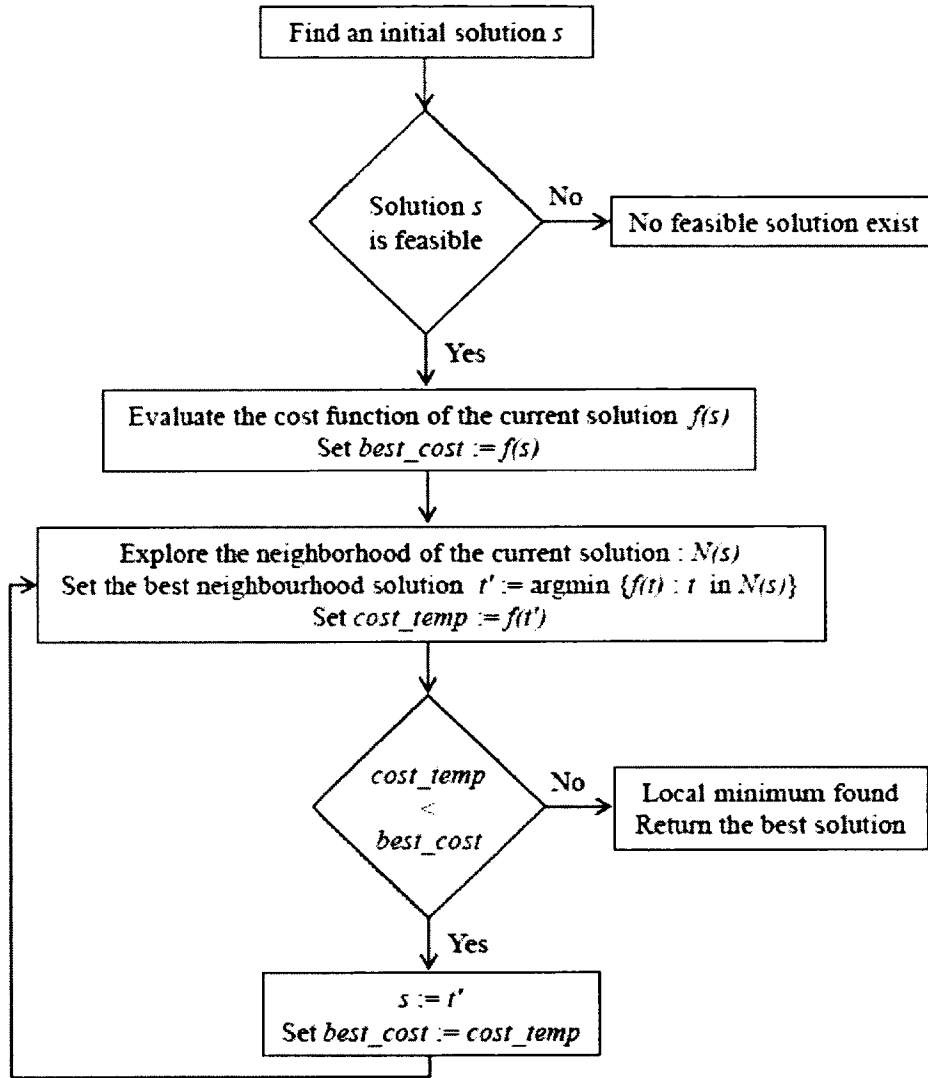 Find an initial solution s
Solution s
is feasible
No
No feasible solution exist
Yes
Evaluate the cost function of the current solution f(s)
Set best_cost := f(s)
Explore the neighborhood of the current solution : N(s)
Set the best neighbourhood solution t' := argmin {f(t) : t in N(s)}
Set cost_temp := f(t')
cost_temp
<
best_cost
No
Local minimum found
Return the best solution
Yes
s := t'
Set best_cost := cost_temp